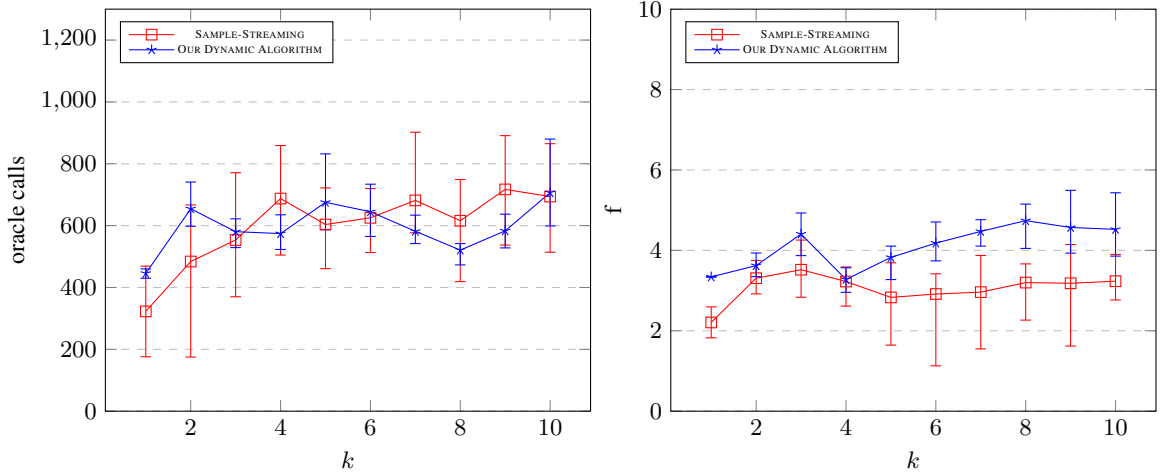 1,200
1,000
800
600
400
200
0
oracle calls
SAMPLE-STREAMING
OUR DYNAMIC ALGORITHM
2 4 6 8 10
k
10
8
6
4
2
0
f
SAMPLE-STREAMING
OUR DYNAMIC ALGORITHM
2 4 6 8 10
k